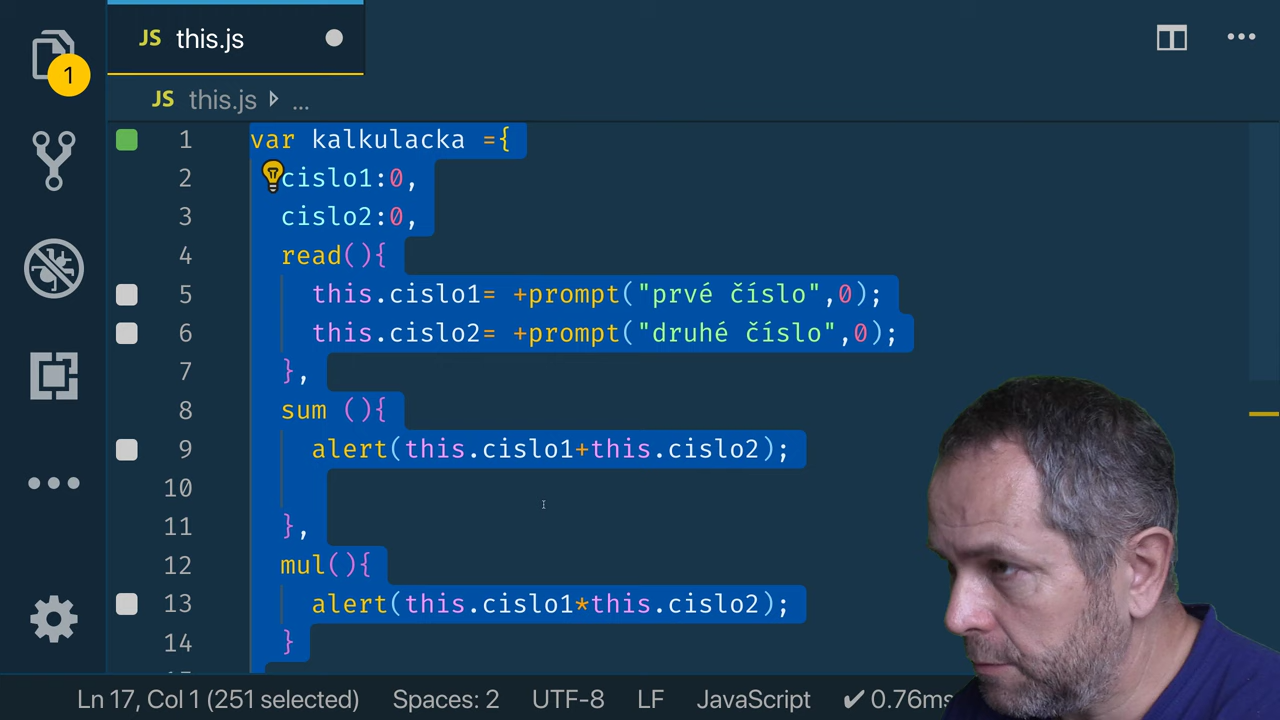 JS this.js
1
JS this.js ...
1 var kalkulacka ={
2 cislo1:0,
3 cislo2:0,
4 read(){
5 this.cislo1= +prompt("prvé číslo",0);
6 this.cislo2= +prompt("druhé číslo",0);
7 },
8 sum (){
9 alert(this.cislo1+this.cislo2);
10
11 },
12 mul(){
13 alert(this.cislo1*this.cislo2);
14 }
Ln 17, Col 1 (251 selected) Spaces: 2 UTF-8 LF JavaScript ✔ 0.76ms